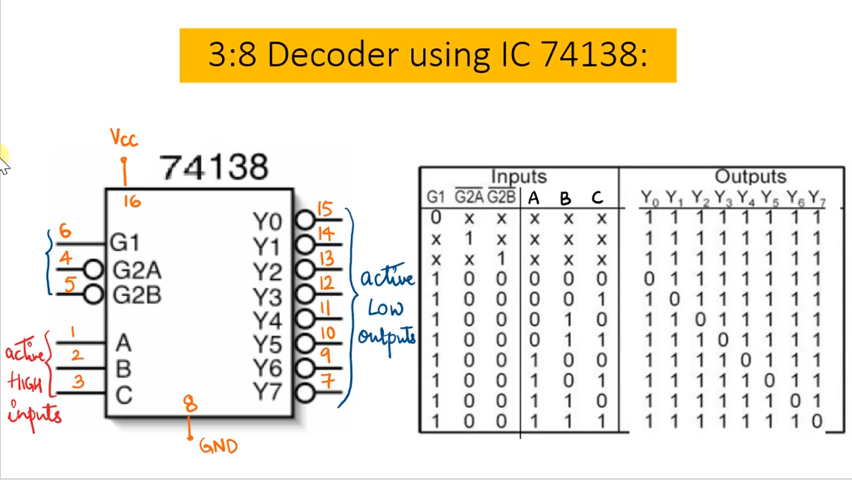 3:8 Decoder using IC 74138:
Vcc
74138
16
6 G1
4 G2A
5 G2B
1 A
2 B
3 C
Y0 15
Y1 14
Y2 13
Y3 12
Y4 11
Y5 10
Y6 9
Y7 7
8
GND
active
HIGH
inputs
active
LOW
outputs
Inputs Outputs
G1 G2A G2B A B C Y0 Y1 Y2 Y3 Y4 Y5 Y6 Y7
0 x x x x x 1 1 1 1 1 1 1 1
x 1 x x x x 1 1 1 1 1 1 1 1
x x 1 x x x 1 1 1 1 1 1 1 1
1 0 0 0 0 0 0 1 1 1 1 1 1 1
1 0 0 0 0 1 1 0 1 1 1 1 1 1
1 0 0 0 1 0 1 1 0 1 1 1 1 1
1 0 0 0 1 1 1 1 1 0 1 1 1 1
1 0 0 1 0 0 1 1 1 1 0 1 1 1
1 0 0 1 0 1 1 1 1 1 1 0 1 1
1 0 0 1 1 0 1 1 1 1 1 1 0 1
1 0 0 1 1 1 1 1 1 1 1 1 1 0